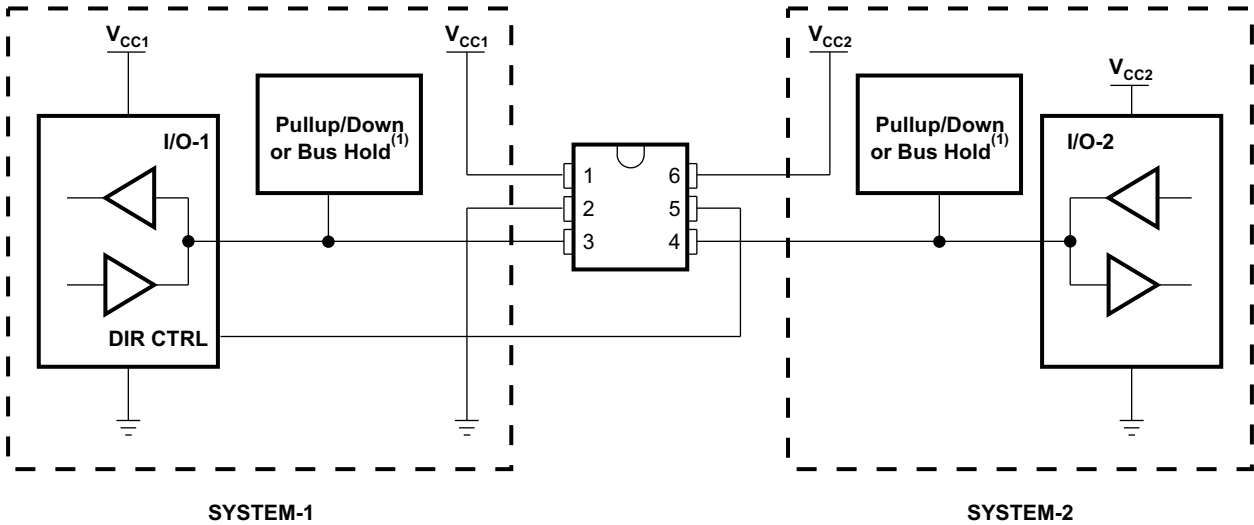 VCC1
VCC1
I/O-1
Pullup/Down
or Bus Hold(1)
DIR CTRL
1
2
3
6
5
4
VCC2
Pullup/Down
or Bus Hold(1)
VCC2
I/O-2
SYSTEM-1
SYSTEM-2